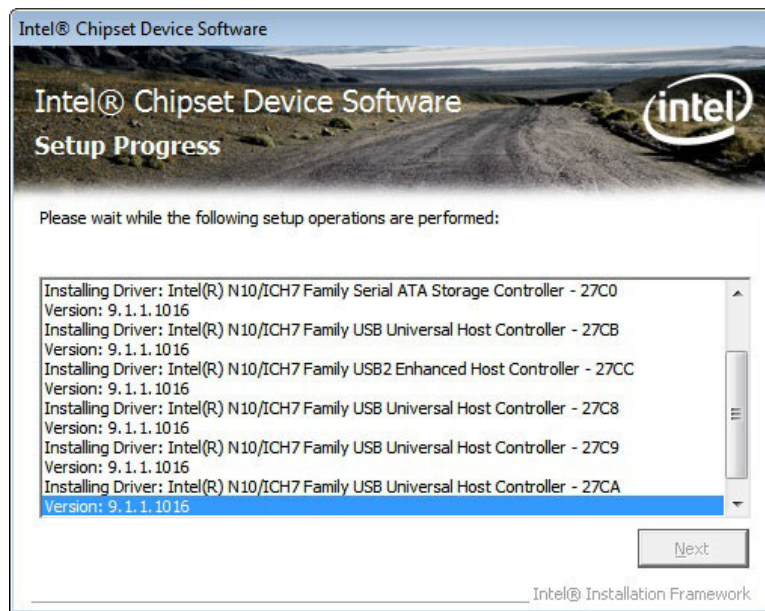 Intel® Chipset Device Software
Intel® Chipset Device Software
intel
Setup Progress
Please wait while the following setup operations are performed:
Installing Driver: Intel(R) N10/ICH7 Family Serial ATA Storage Controller - 27C0
Version: 9.1.1.1016
Installing Driver: Intel(R) N10/ICH7 Family USB Universal Host Controller - 27CB
Version: 9.1.1.1016
Installing Driver: Intel(R) N10/ICH7 Family USB2 Enhanced Host Controller - 27CC
Version: 9.1.1.1016
Installing Driver: Intel(R) N10/ICH7 Family USB Universal Host Controller - 27C8
Version: 9.1.1.1016
Installing Driver: Intel(R) N10/ICH7 Family USB Universal Host Controller - 27C9
Version: 9.1.1.1016
Installing Driver: Intel(R) N10/ICH7 Family USB Universal Host Controller - 27CA
Version: 9.1.1.1016
Next
Intel® Installation Framework